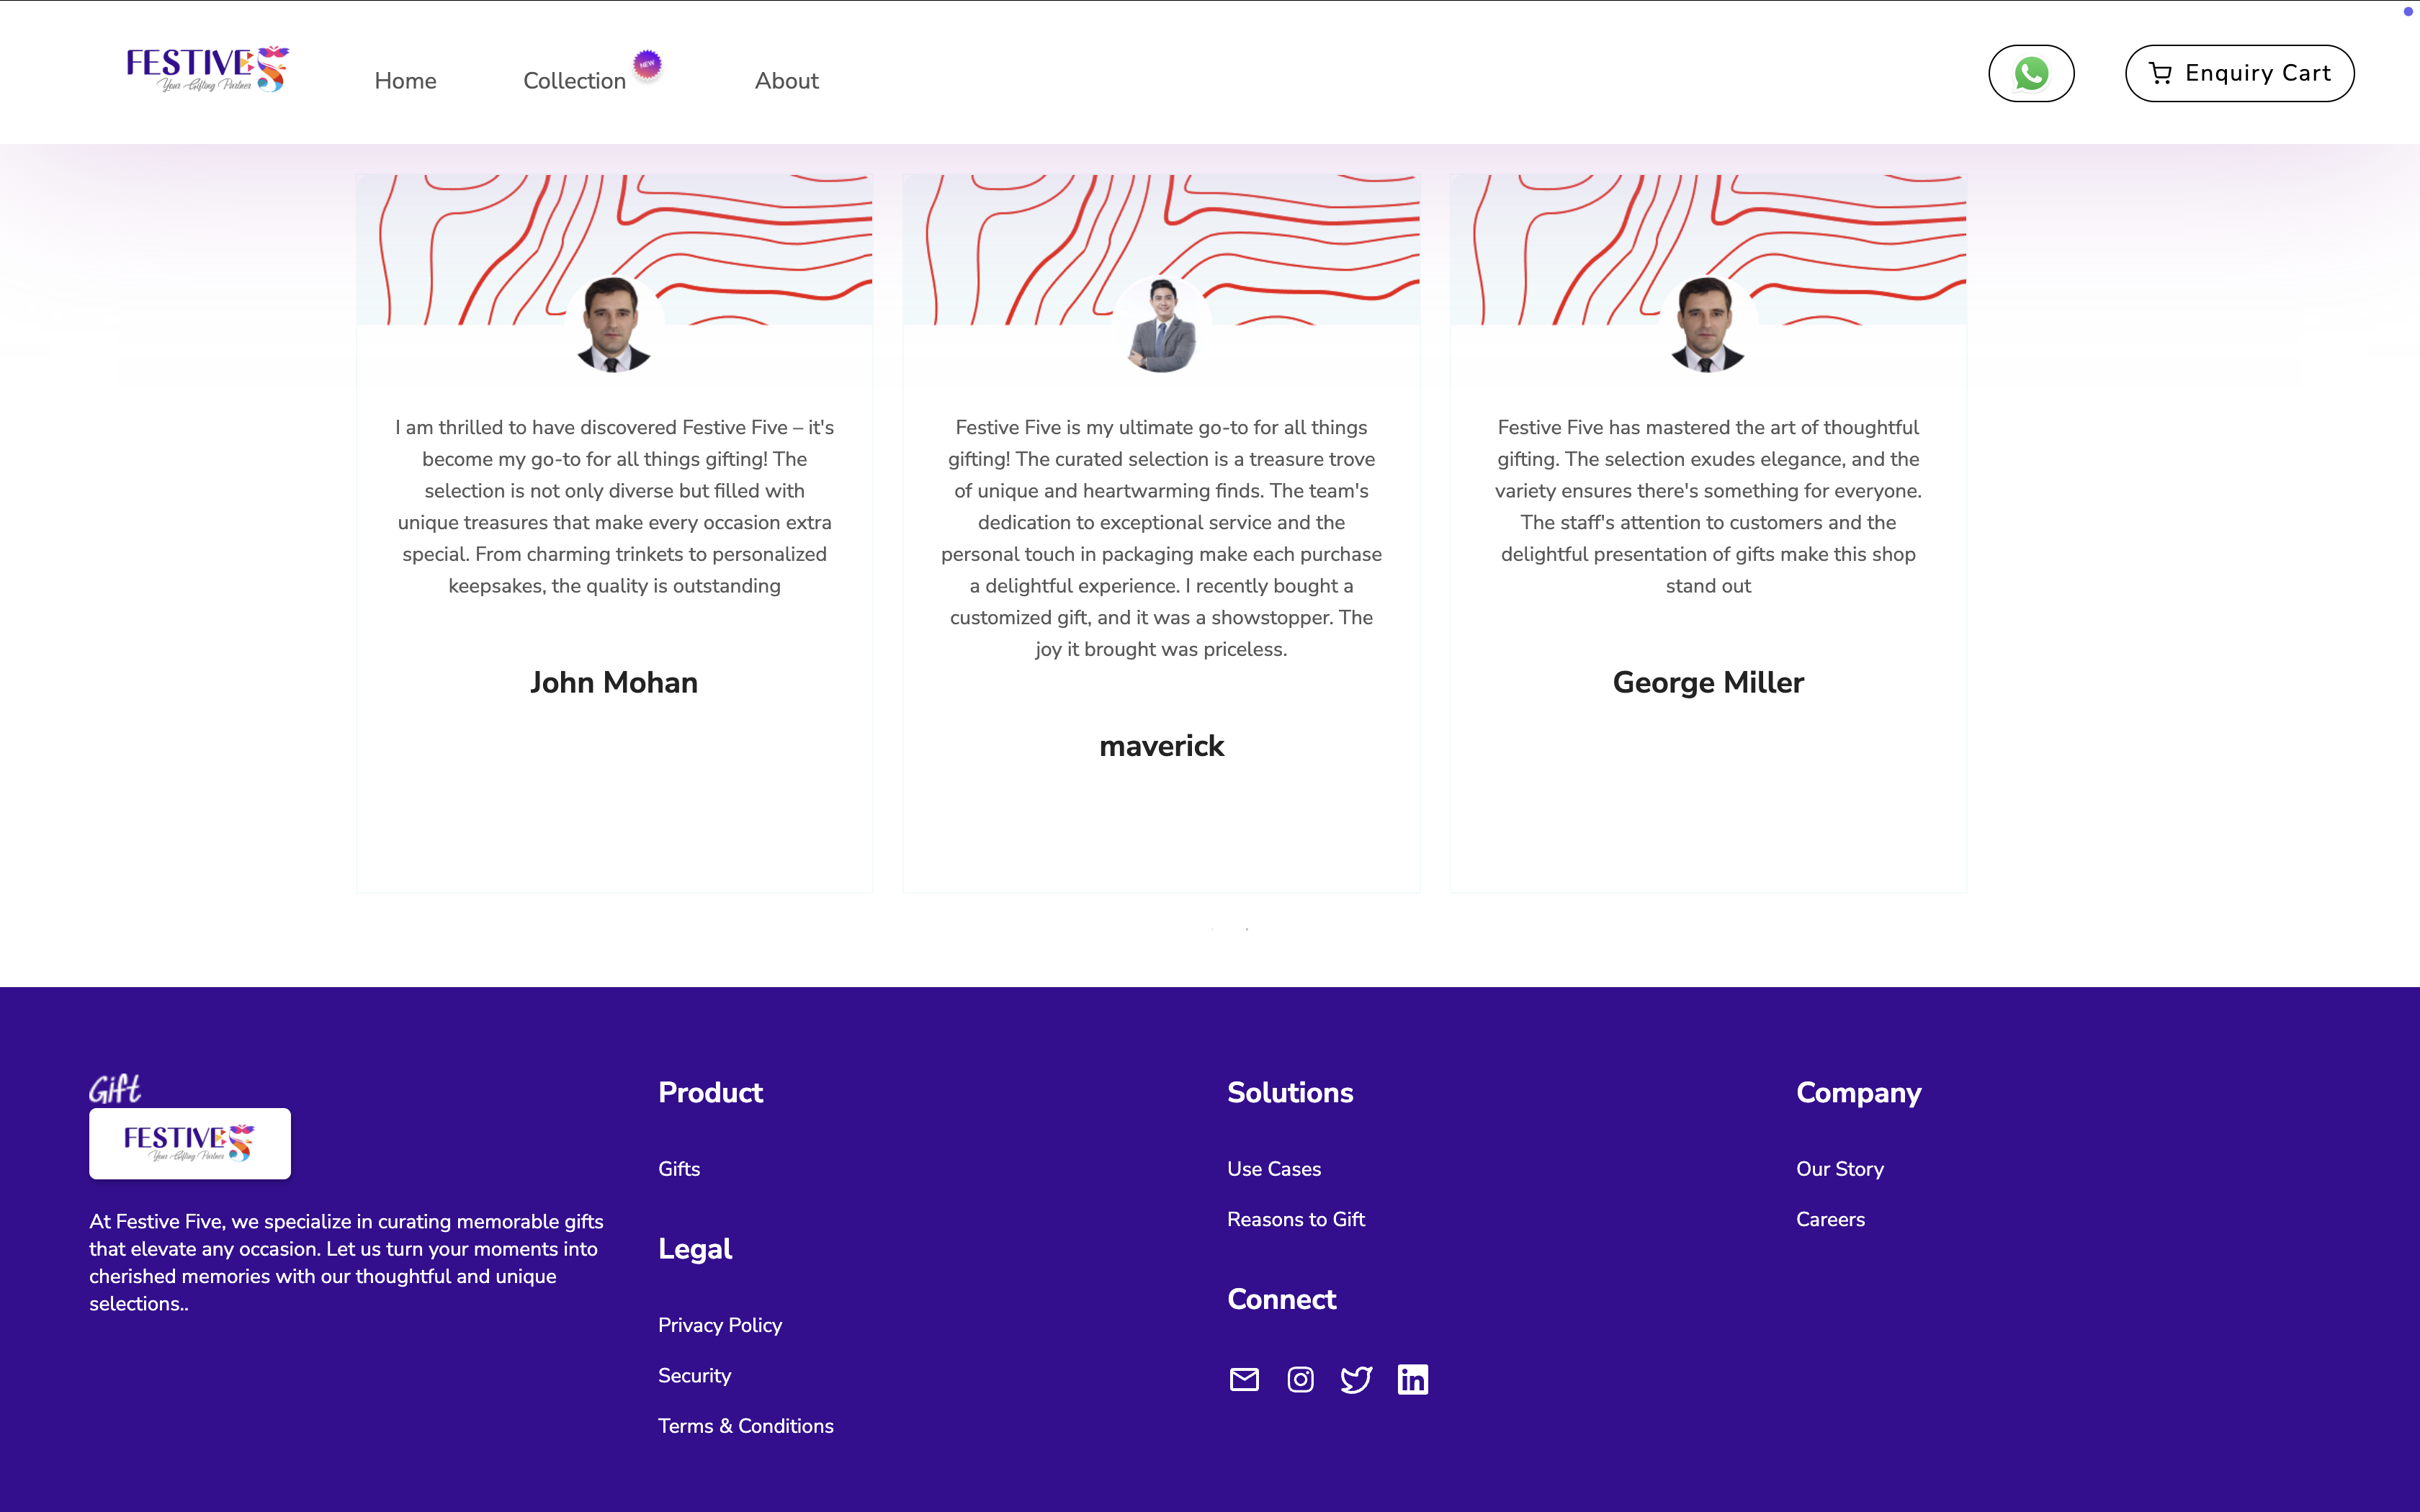 FESTIVE5
Your Gifting Partner
Home
Collection
NEW
About
Enquiry Cart
I am thrilled to have discovered Festive Five – it's
become my go-to for all things gifting! The
selection is not only diverse but filled with
unique treasures that make every occasion extra
special. From charming trinkets to personalized
keepsakes, the quality is outstanding
John Mohan
Festive Five is my ultimate go-to for all things
gifting! The curated selection is a treasure trove
of unique and heartwarming finds. The team's
dedication to exceptional service and the
personal touch in packaging make each purchase
a delightful experience. I recently bought a
customized gift, and it was a showstopper. The
joy it brought was priceless.
maverick
Festive Five has mastered the art of thoughtful
gifting. The selection exudes elegance, and the
variety ensures there's something for everyone.
The staff's attention to customers and the
delightful presentation of gifts make this shop
stand out
George Miller
Gift
FESTIVE5
Your Gifting Partner
At Festive Five, we specialize in curating memorable gifts
that elevate any occasion. Let us turn your moments into
cherished memories with our thoughtful and unique
selections..
Product
Gifts
Legal
Privacy Policy
Security
Terms & Conditions
Solutions
Use Cases
Reasons to Gift
Connect
in
Company
Our Story
Careers